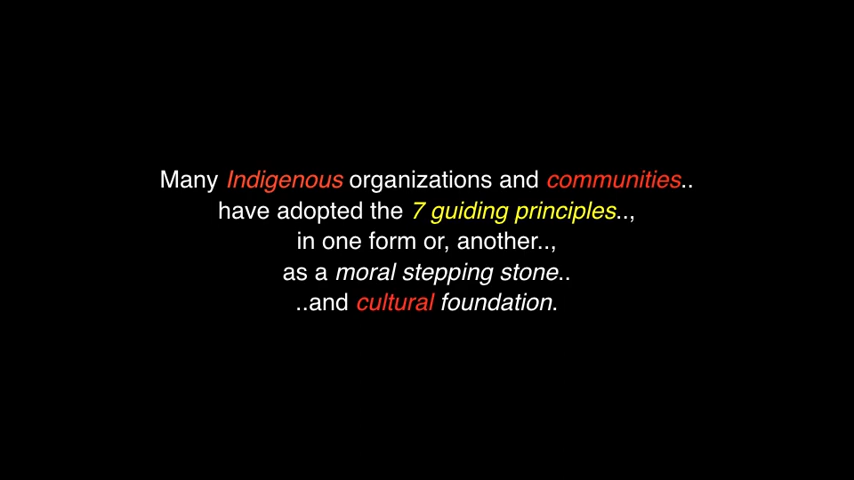 Many Indigenous organizations and communities..
have adopted the 7 guiding principles..,
in one form or, another..,
as a moral stepping stone..
..and cultural foundation.